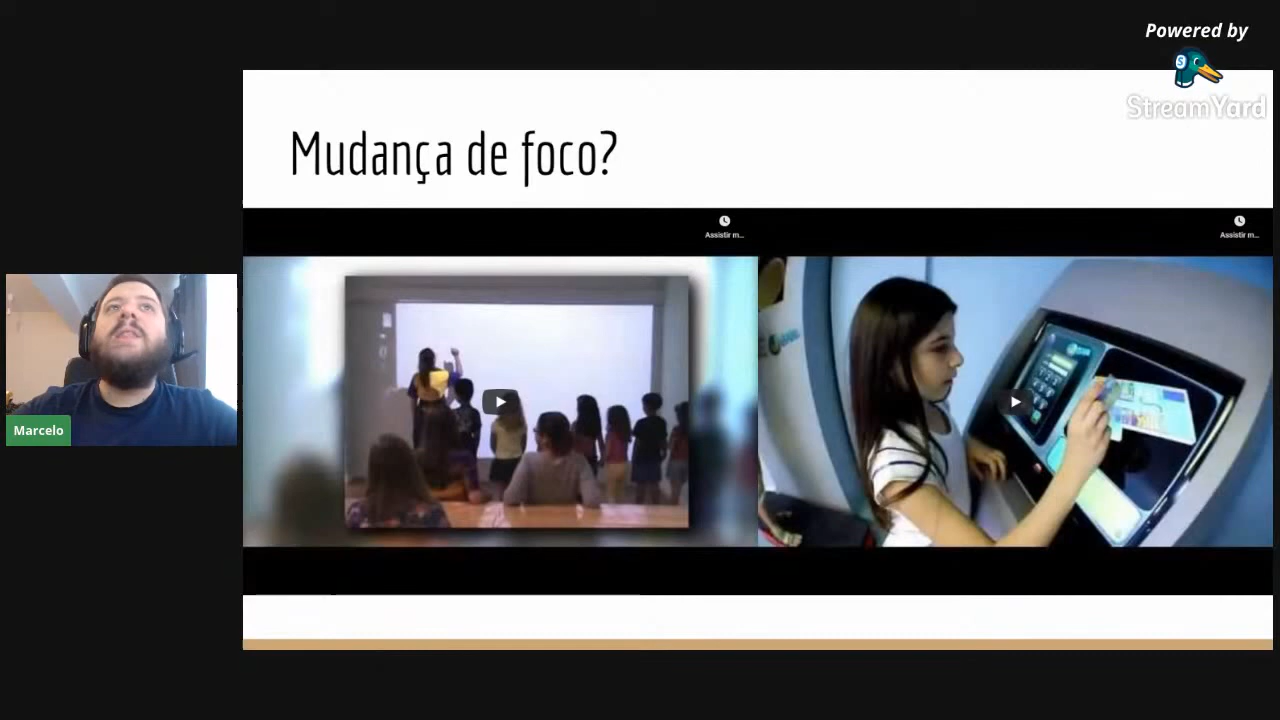 Powered by
StreamYard
Mudança de foco?
Assistir m...
Assistir m...
Marcelo